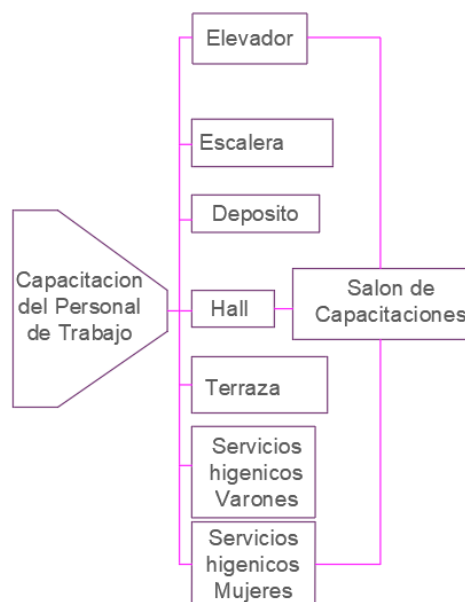 Elevador
Escalera
Deposito
Capacitacion
del Personal
de Trabajo
Hall
Salon de
Capacitaciones
Terraza
Servicios
higenicos
Varones
Servicios
higenicos
Mujeres